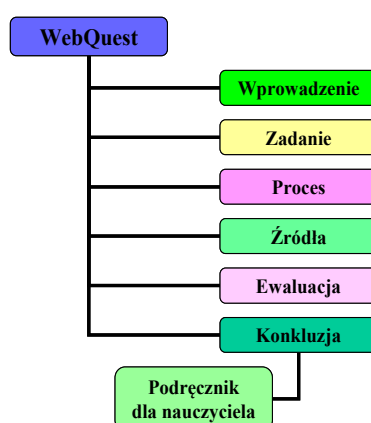 WebQuest
Wprowadzenie
Zadanie
Proces
Źródła
Ewaluacja
Konkluzja
Podręcznik
dla nauczyciela